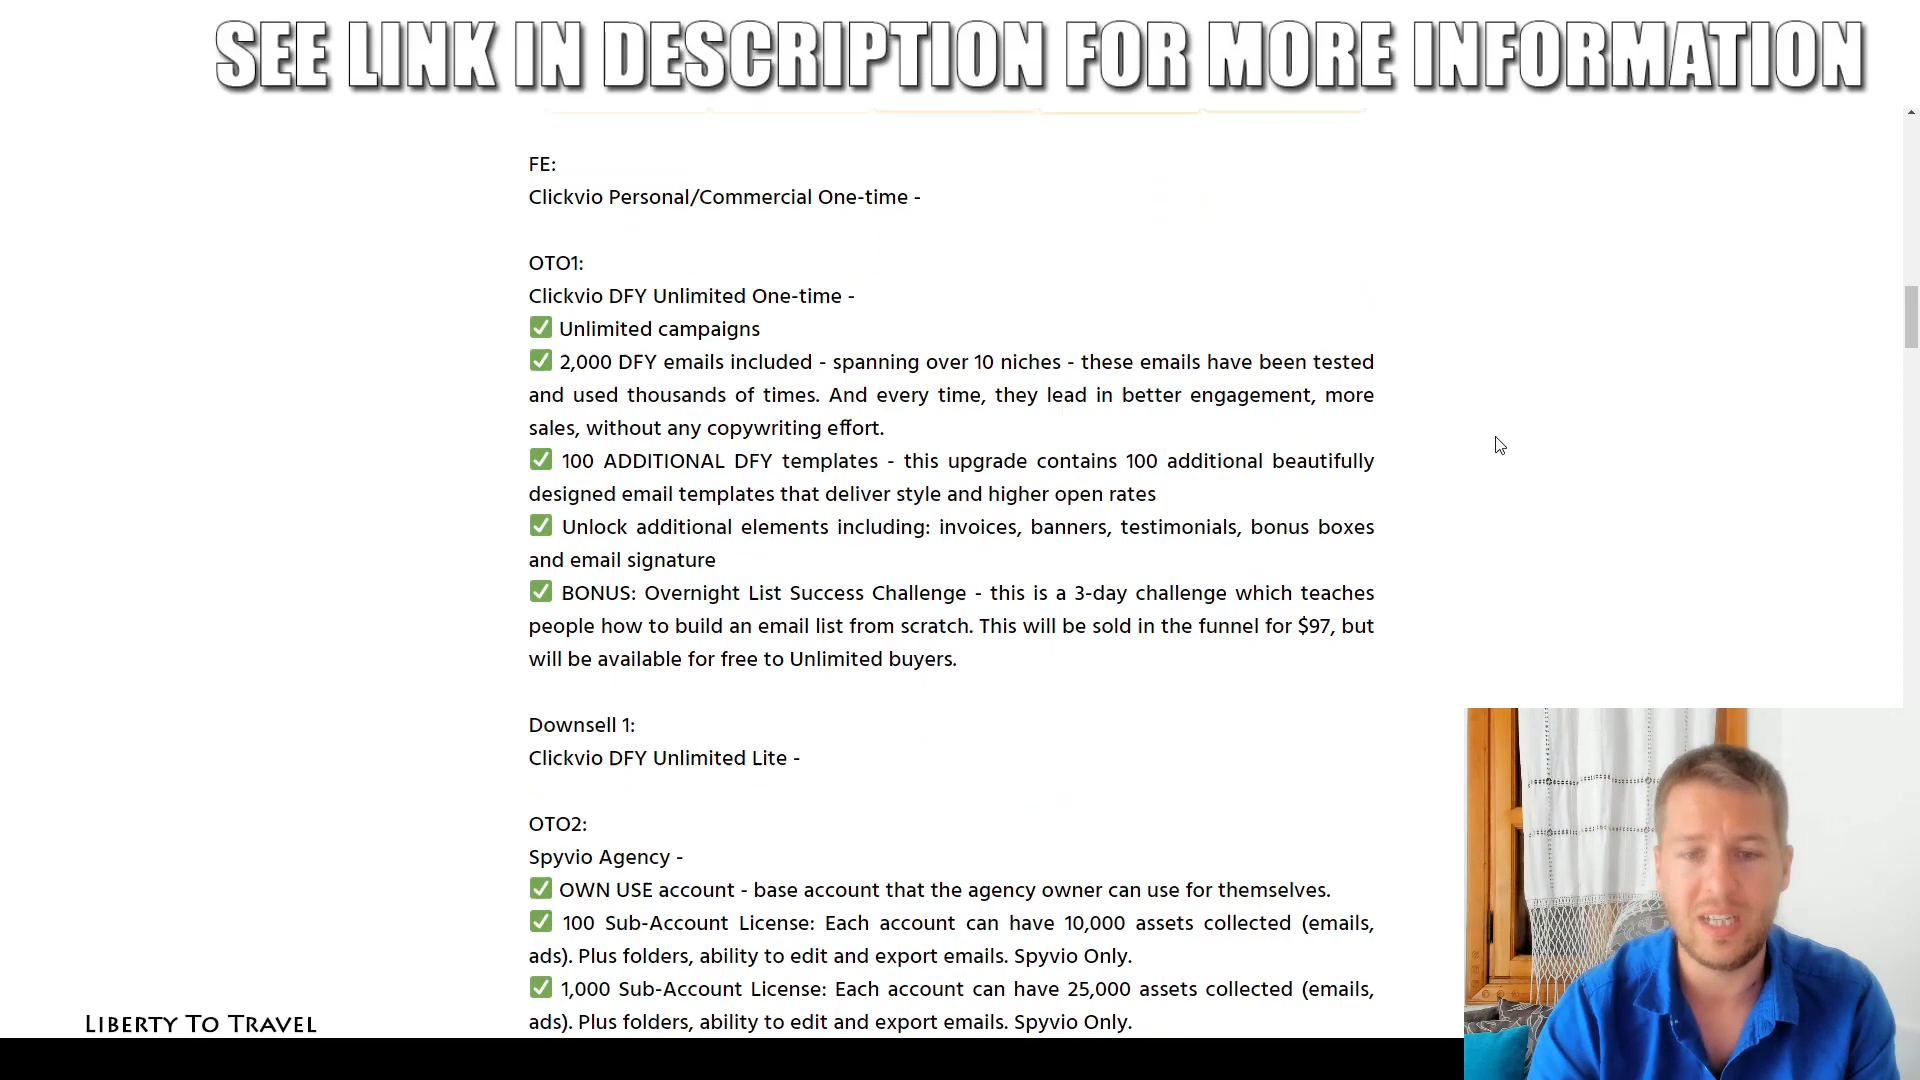 SEE LINK IN DESCRIPTION FOR MORE INFORMATION
FE:
Clickvio Personal/Commercial One-time -
OTO1:
Clickvio DFY Unlimited One-time -
✅ Unlimited campaigns
✅ 2,000 DFY emails included - spanning over 10 niches - these emails have been tested
and used thousands of times. And every time, they lead in better engagement, more
sales, without any copywriting effort.
✅ 100 ADDITIONAL DFY templates - this upgrade contains 100 additional beautifully
designed email templates that deliver style and higher open rates
✅ Unlock additional elements including: invoices, banners, testimonials, bonus boxes
and email signature
✅ BONUS: Overnight List Success Challenge - this is a 3-day challenge which teaches
people how to build an email list from scratch. This will be sold in the funnel for $97, but
will be available for free to Unlimited buyers.
Downsell 1:
Clickvio DFY Unlimited Lite -
OTO2:
Spyvio Agency -
✅ OWN USE account - base account that the agency owner can use for themselves.
✅ 100 Sub-Account License: Each account can have 10,000 assets collected (emails,
ads). Plus folders, ability to edit and export emails. Spyvio Only.
✅ 1,000 Sub-Account License: Each account can have 25,000 assets collected (emails,
ads). Plus folders, ability to edit and export emails. Spyvio Only.
LIBERTY TO TRAVEL